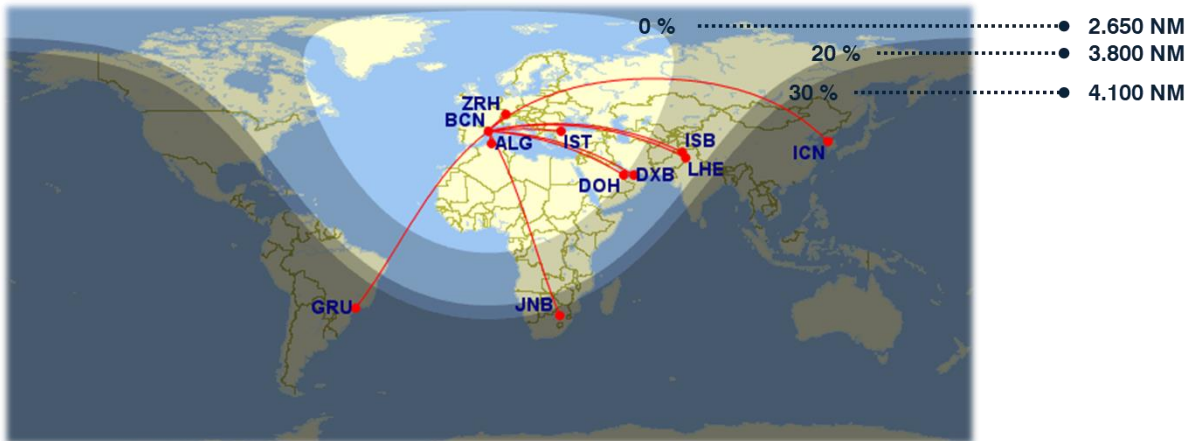 0 % 2.650 NM
20 % 3.800 NM
30 % 4.100 NM
ZRH
BCN
ALG
IST
ISB
ICN
LHE
DOH
DXB
GRU
JNB